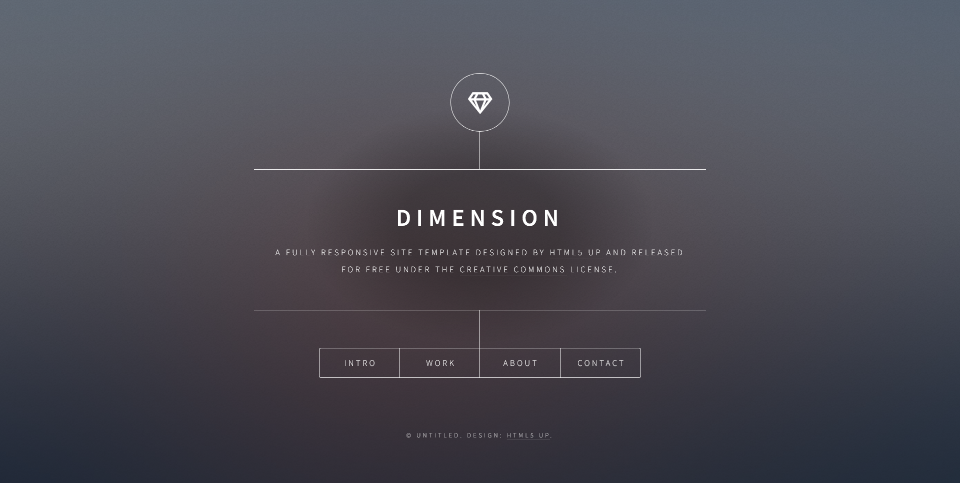 DIMENSION
A FULLY RESPONSIVE SITE TEMPLATE DESIGNED BY HTML5 UP AND RELEASED
FOR FREE UNDER THE CREATIVE COMMONS LICENSE.
INTRO WORK ABOUT CONTACT
© UNTITLED. DESIGN: HTML5 UP.